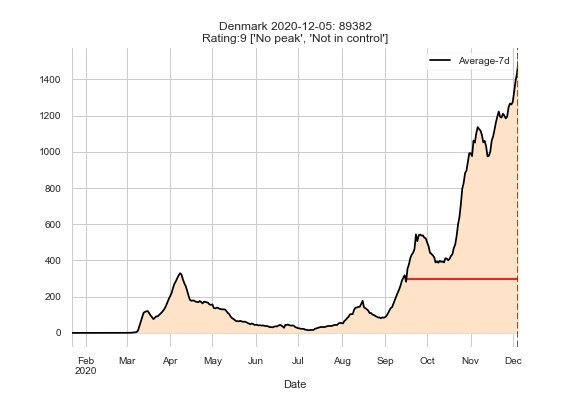 Denmark 2020-12-05: 89382
Rating:9 ['No peak', 'Not in control']
Average-7d
1400
1200
1000
800
600
400
200
0
Feb Mar Apr May Jun Jul Aug Sep Oct Nov Dec
2020
Date